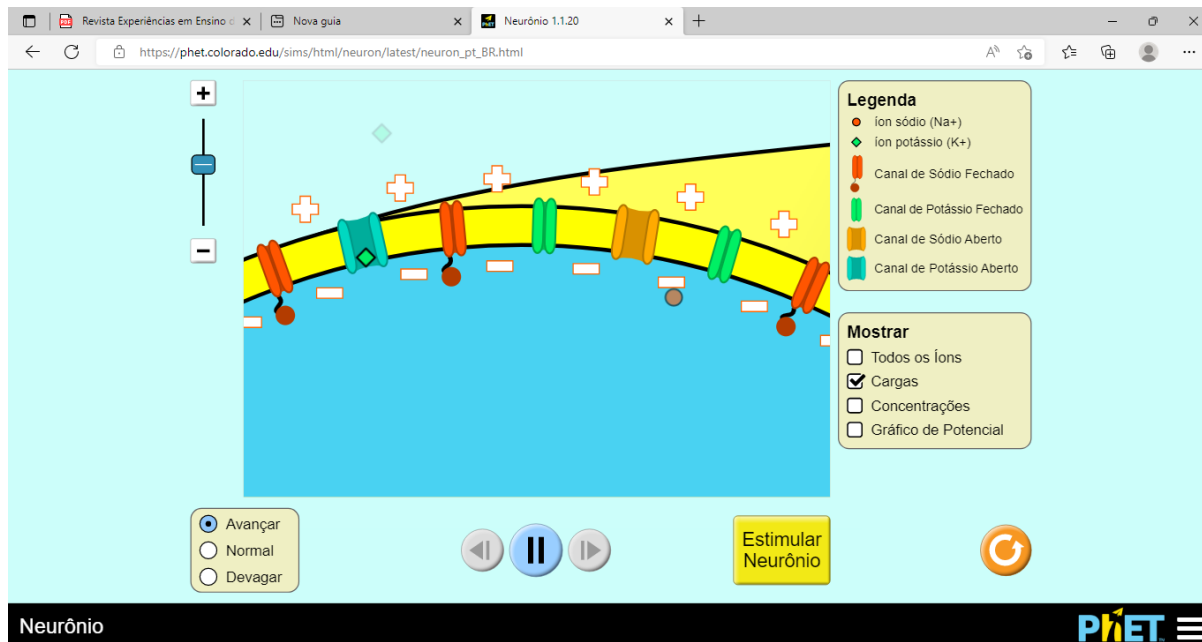 Revista Experiências em Ensino d
Nova guia
Neurônio 1.1.20
https://phet.colorado.edu/sims/html/neuron/latest/neuron_pt_BR.html
Legenda
íon sódio (Na+)
íon potássio (K+)
Canal de Sódio Fechado
Canal de Potássio Fechado
Canal de Sódio Aberto
Canal de Potássio Aberto
Mostrar
Todos os Íons
Cargas
Concentrações
Gráfico de Potencial
Avançar
Normal
Devagar
Estimular
Neurônio
Neurônio
PhET